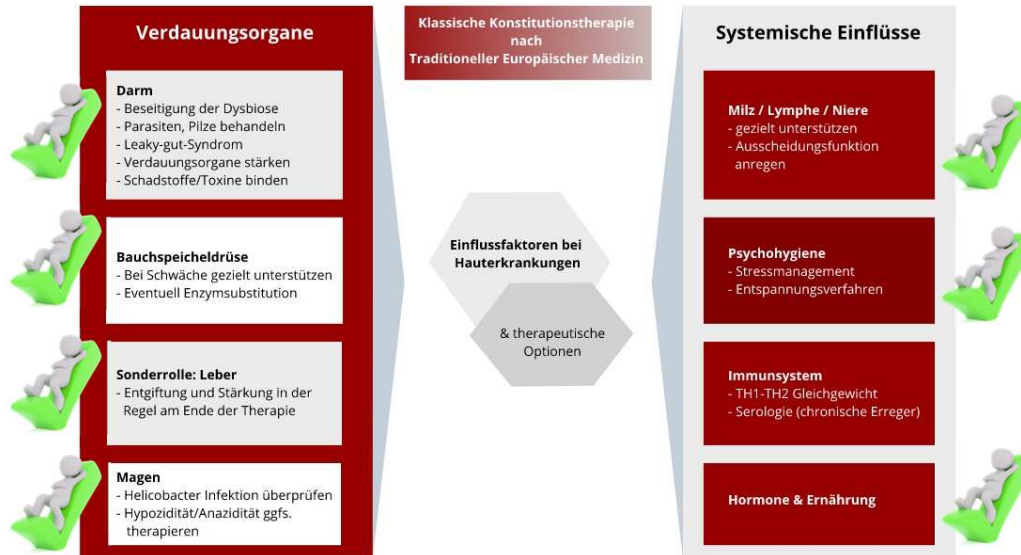 Verdauungsorgane
Darm
- Beseitigung der Dysbiose
- Parasiten, Pilze behandeln
- Leaky-gut-Syndrom
- Verdauungsorgane stärken
- Schadstoffe/Toxine binden
Bauchspeicheldrüse
- Bei Schwäche gezielt unterstützen
- Eventuell Enzymsubstitution
Sonderrolle: Leber
- Entgiftung und Stärkung in der
Regel am Ende der Therapie
Magen
- Helicobacter Infektion überprüfen
- Hypozidität/Anazidität ggfs.
therapieren
Klassische Konstitutionstherapie
nach
Traditioneller Europäischer Medizin
Einflussfaktoren bei
Hauterkrankungen
& therapeutische
Optionen
Systemische Einflüsse
Milz / Lymphe / Niere
- gezielt unterstützen
- Ausscheidungsfunktion
anregen
Psychohygiene
- Stressmanagement
- Entspannungsverfahren
Immunsystem
- TH1-TH2 Gleichgewicht
- Serologie (chronische Erreger)
Hormone & Ernährung